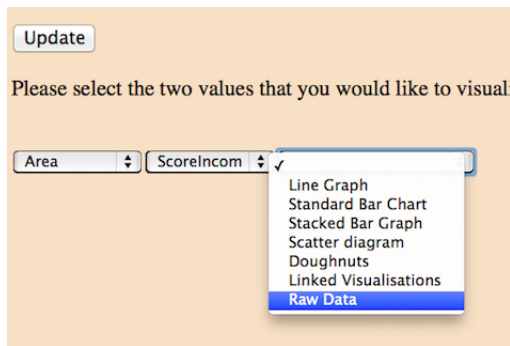 Update
Please select the two values that you would like to visual
Area ScoreIncom ✓
Line Graph
Standard Bar Chart
Stacked Bar Graph
Scatter diagram
Doughnuts
Linked Visualisations
Raw Data